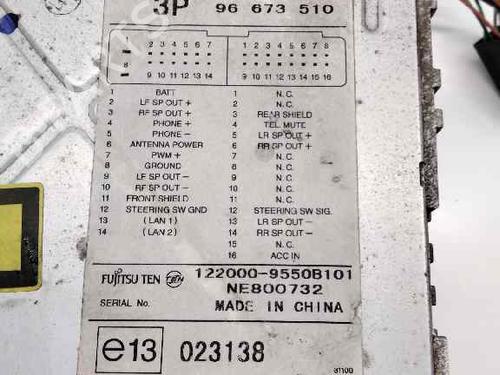 3P 96 673 510
1 2 3 4 5 6 7 1 2 3 4 5 6 7 8
8 9 10 11 12 13 14 9 10 11 12 13 14 15 16
1 BATT 1 N.C.
2 LF SP OUT + 2 N.C.
3 RF SP OUT + 3 REAR SHIELD
4 PHONE + 4 TEL MUTE
5 PHONE − 5 LR SP OUT +
6 ANTENNA POWER 6 RR SP OUT +
7 PWM + 7 N.C.
8 GROUND 8 N.C.
9 LF SP OUT − 9 N.C.
10 RF SP OUT − 10 N.C.
11 FRONT SHIELD 11 N.C.
12 STEERING SW GND 12 STEERING SW SIG.
13 (LAN 1) 13 LR SP OUT −
14 (LAN 2) 14 RR SP OUT −
15 N.C.
16 ACC IN
FUJITSU TEN TEN 122000-9550B101
NE800732
SERIAL No. MADE IN CHINA
e13 023138
31100